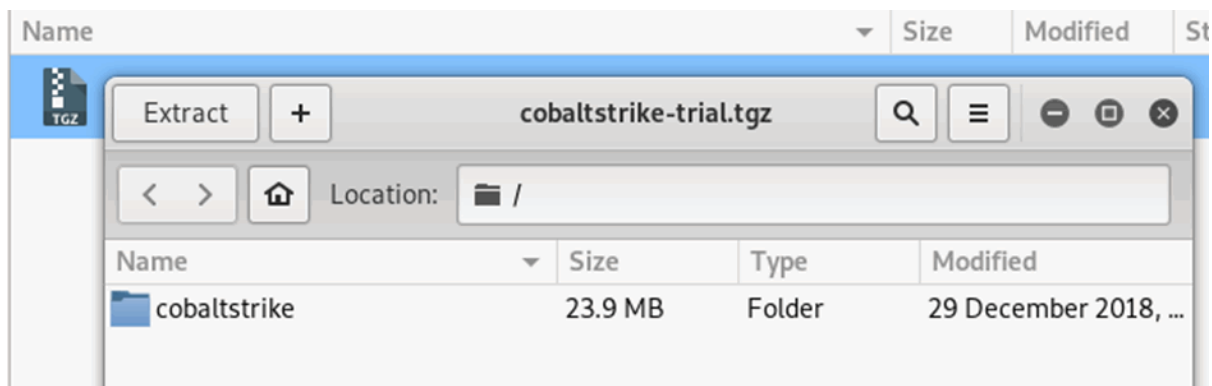 Name Size Modified St
TGZ
Extract + cobaltstrike-trial.tgz
Location: /
Name Size Type Modified
cobaltstrike 23.9 MB Folder 29 December 2018, ...